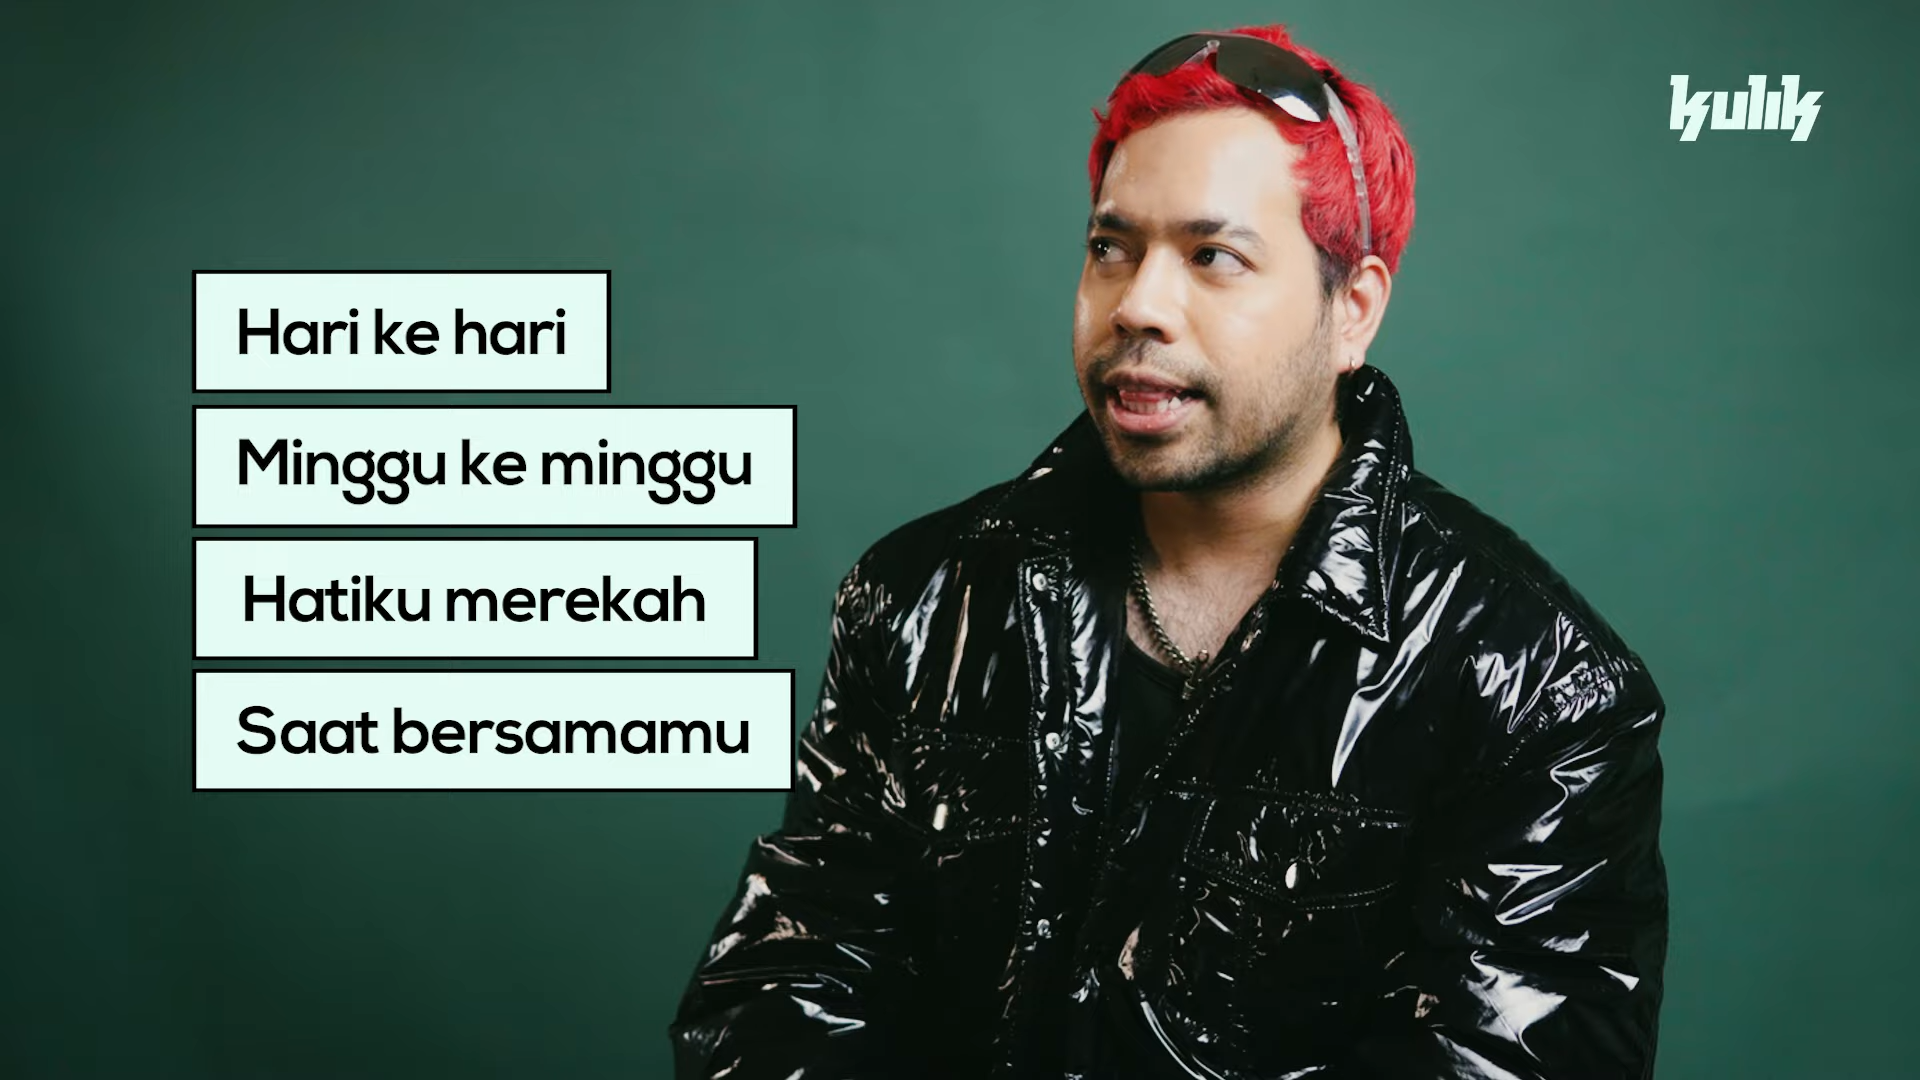 kulik
Hari ke hari
Minggu ke minggu
Hatiku merekah
Saat bersamamu